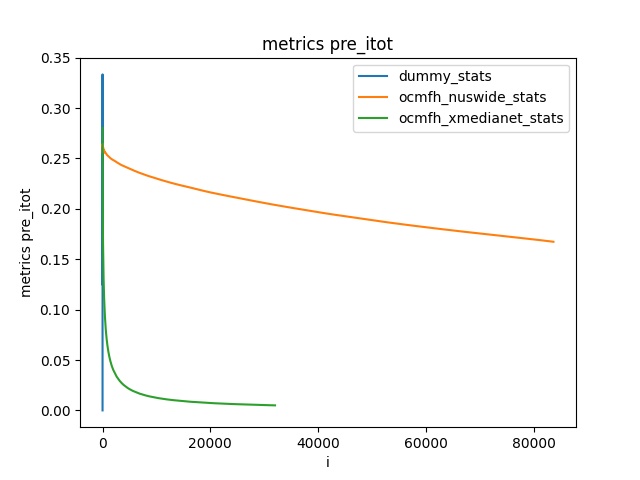 metrics pre_itot
dummy_stats
ocmfh_nuswide_stats
ocmfh_xmedianet_stats
metrics pre_itot
0.35
0.30
0.25
0.20
0.15
0.10
0.05
0.00
0 20000 40000 60000 80000
i